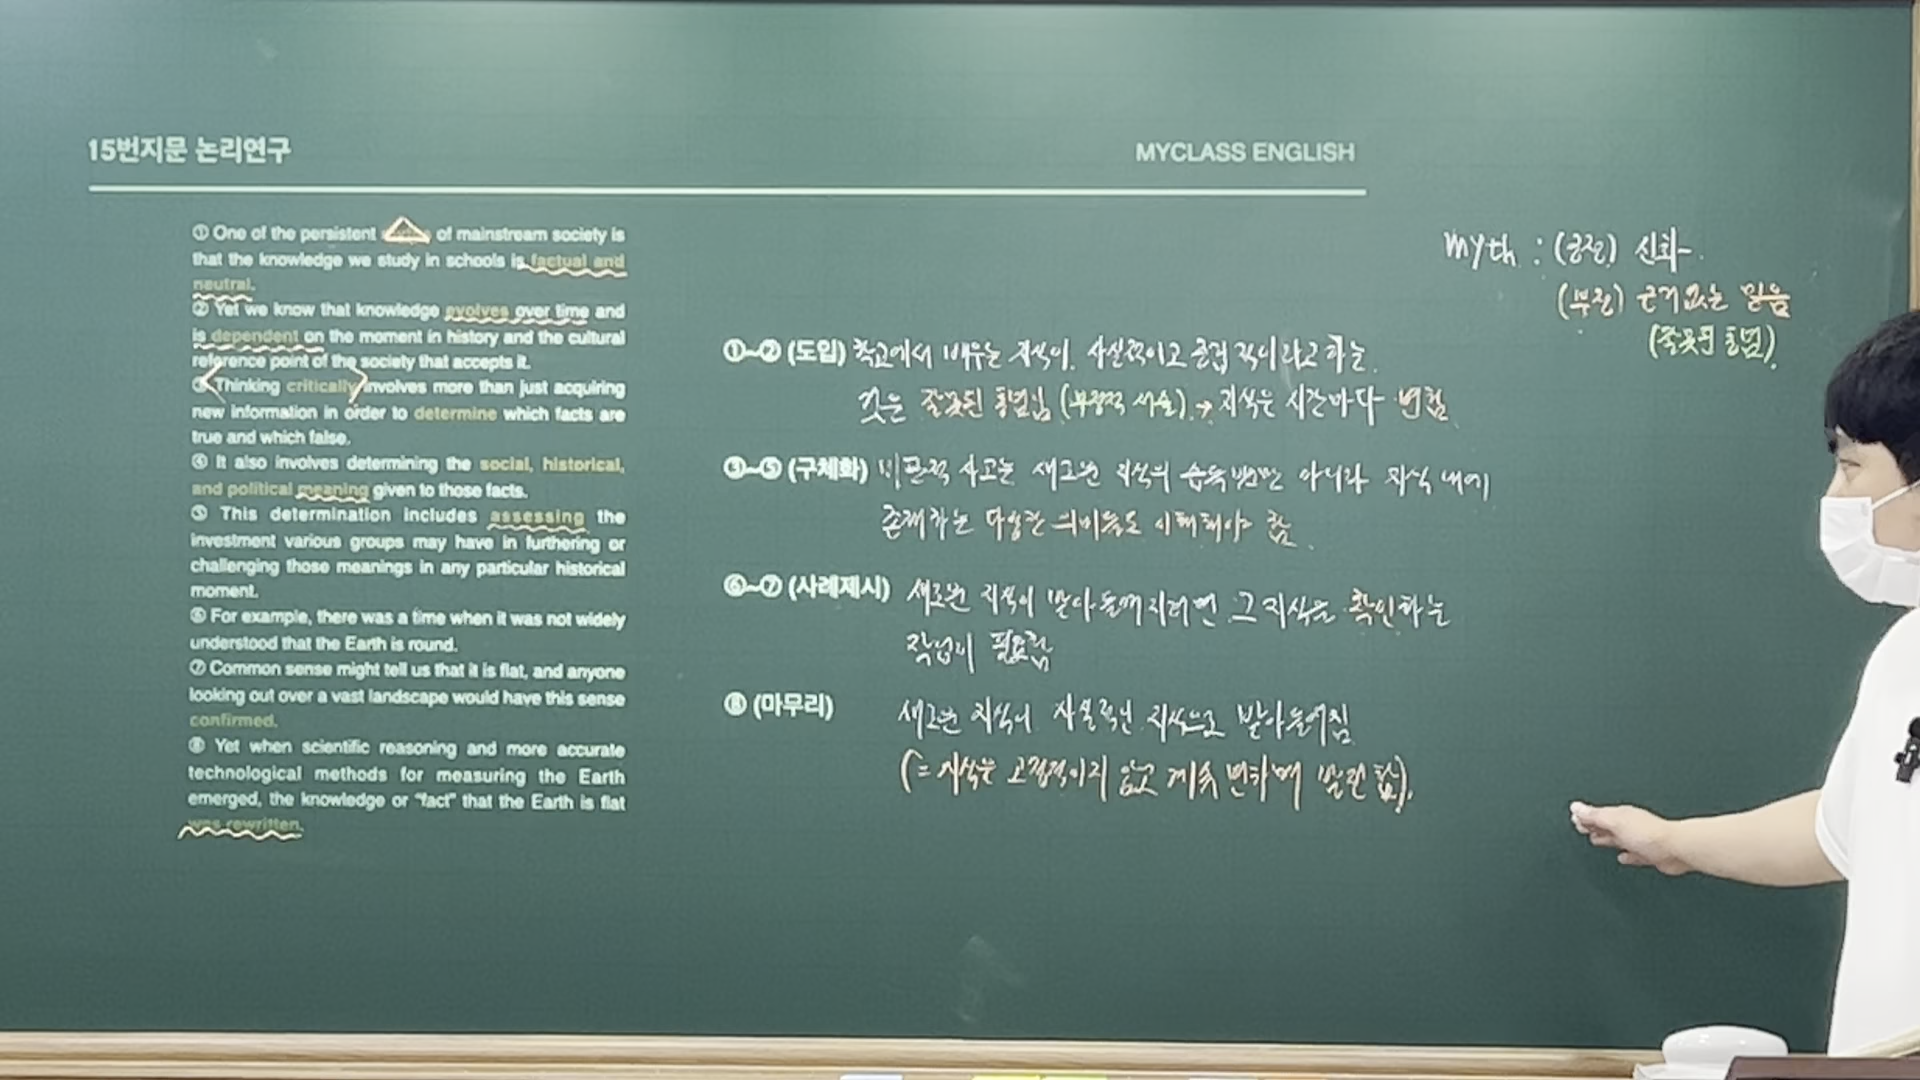 15번지문 논리연구
MYCLASS ENGLISH
① One of the persistent of mainstream society is
that the knowledge we study in schools is factual and
neutral.
② Yet we know that knowledge evolves over time and
is dependent on the moment in history and the cultural
reference point of the society that accepts it.
③ Thinking critically involves more than just acquiring
new information in order to determine which facts are
true and which false.
④ It also involves determining the social, historical,
and political meaning given to those facts.
⑤ This determination includes assessing the
investment various groups may have in furthering or
challenging those meanings in any particular historical
moment.
⑥ For example, there was a time when it was not widely
understood that the Earth is round.
⑦ Common sense might tell us that it is flat, and anyone
looking out over a vast landscape would have this sense
confirmed.
⑧ Yet when scientific reasoning and more accurate
technological methods for measuring the Earth
emerged, the knowledge or "fact" that the Earth is flat
was rewritten.
①~② (도입) 학교에서 배우는 지식이 사실적이고 중립적이라고 하는
것은 잘못된 통념임 (부정적 서술) → 지식은 시간마다 변함
③~⑤ (구체화) 비판적 사고는 새로운 지식의 습득뿐만 아니라 지식 내에
존재하는 다양한 의미들도 이해해야 함.
⑥~⑦ (사례제시) 새로운 지식이 받아들여지려면 그 지식을 확인하는
작업이 필요함
⑧ (마무리) 새로운 지식이 사실적인 지식으로 받아들여짐
(= 지식은 고정적이지 않고 계속 변하며 발전함).
myth : (긍정) 신화
(부정) 근거 없는 믿음
(잘못된 통념).